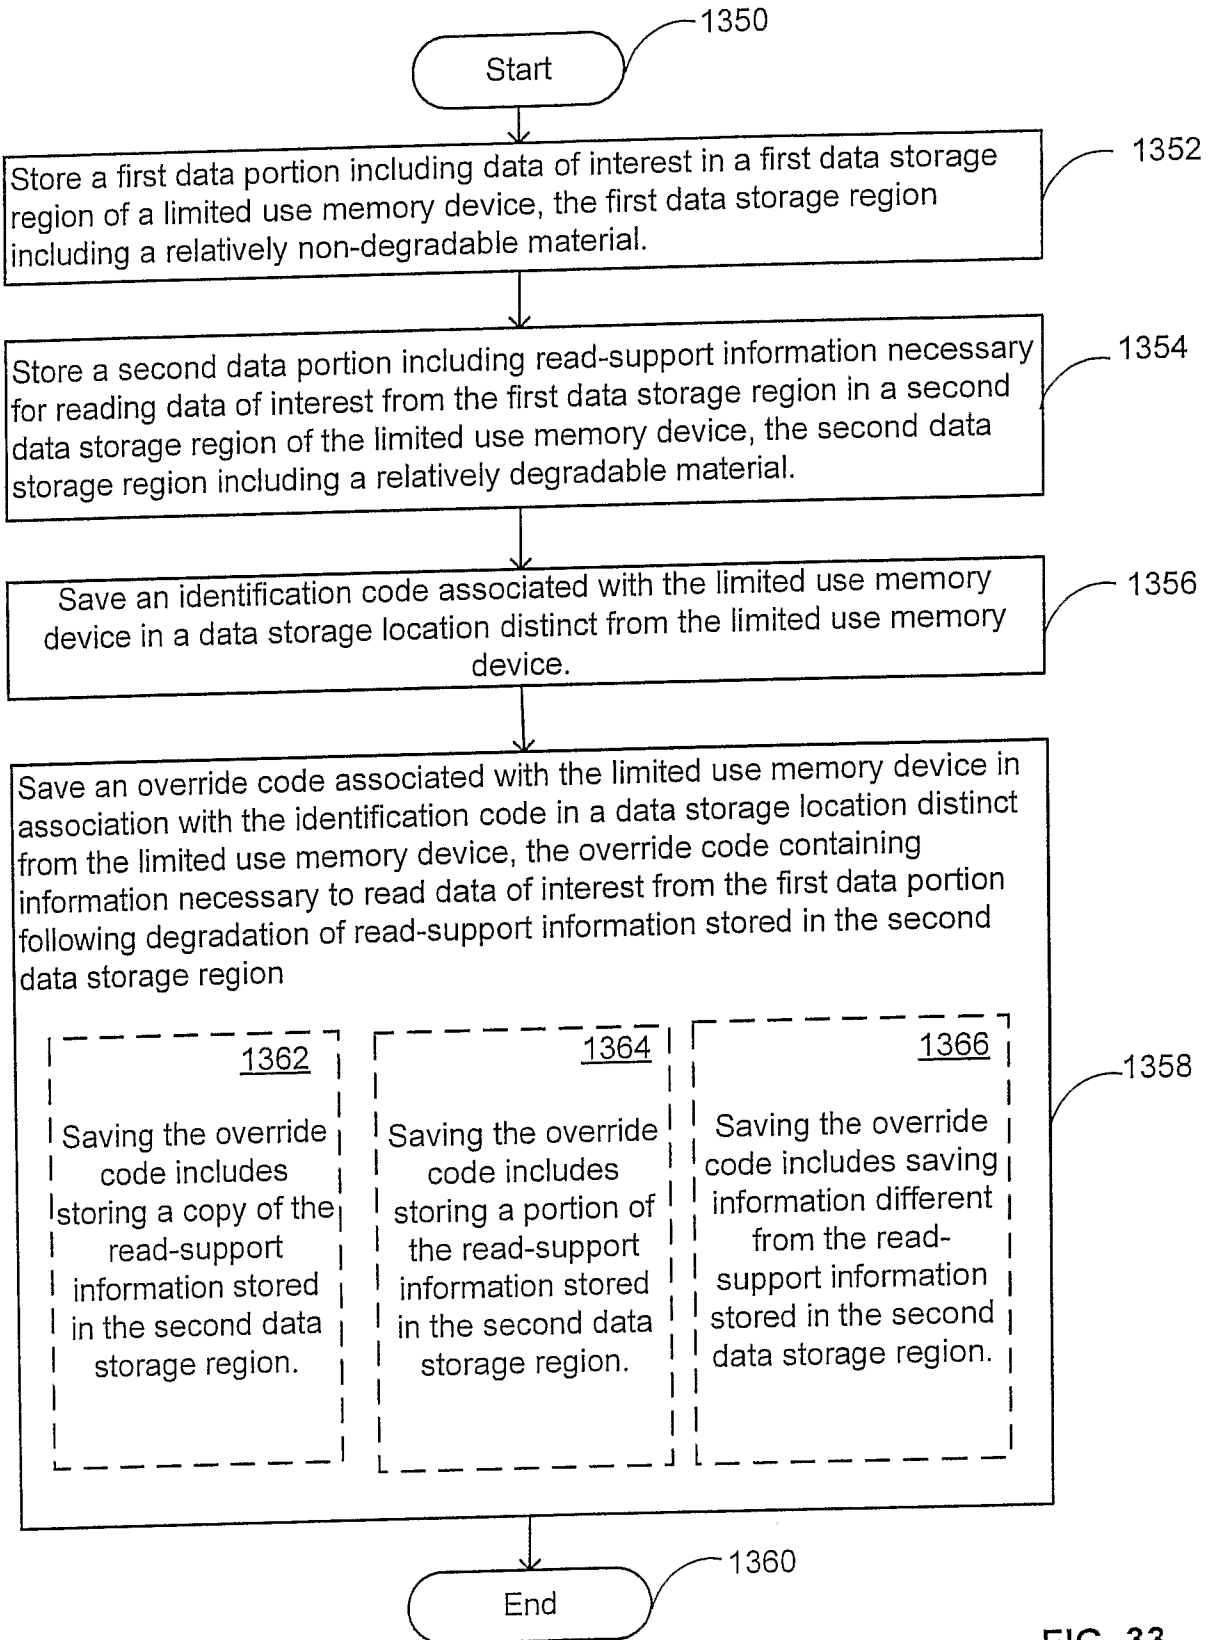 1350
Start
1352
Store a first data portion including data of interest in a first data storage
region of a limited use memory device, the first data storage region
including a relatively non-degradable material.
1354
Store a second data portion including read-support information necessary
for reading data of interest from the first data storage region in a second
data storage region of the limited use memory device, the second data
storage region including a relatively degradable material.
1356
Save an identification code associated with the limited use memory
device in a data storage location distinct from the limited use memory
device.
Save an override code associated with the limited use memory device in
association with the identification code in a data storage location distinct
from the limited use memory device, the override code containing
information necessary to read data of interest from the first data portion
following degradation of read-support information stored in the second
data storage region
1358
1362
Saving the override
code includes
storing a copy of the
read-support
information stored
in the second data
storage region.
1364
Saving the override
code includes
storing a portion of
the read-support
information stored
in the second data
storage region.
1366
Saving the override
code includes saving
information different
from the read-
support information
stored in the second
data storage region.
1360
End
FIG. 33